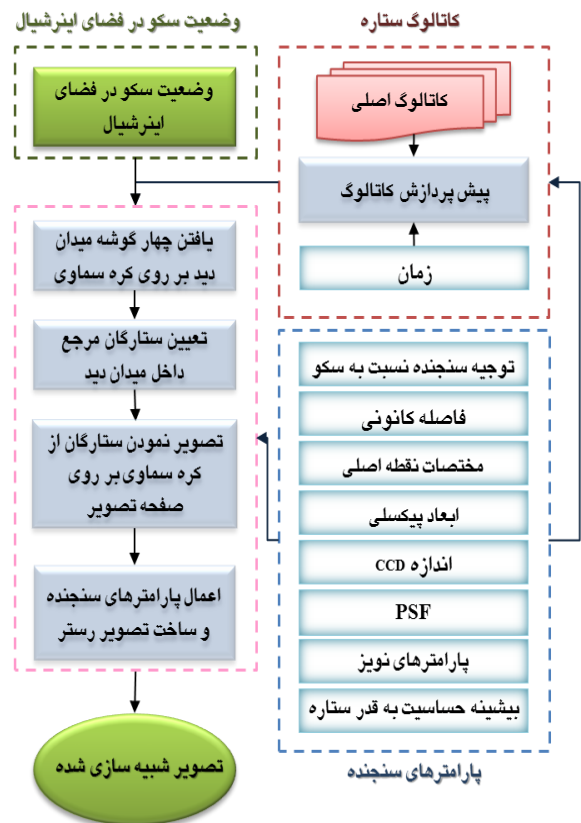 کاتالوگ ستاره
کاتالوگ اصلی
پیش پردازش کاتالوگ
زمان
وضعیت سکو در فضای اینرشیال
وضعیت سکو در فضای
اینرشیال
یافتن چهار گوشه میدان
دید بر روی کره سماوی
تعیین ستارگان مرجع
داخل میدان دید
تصویر نمودن ستارگان از
کره سماوی بر روی
صفحه تصویر
اعمال پارامترهای سنجنده
و ساخت تصویر رستر
تصویر شبیه سازی شده
توجیه سنجنده نسبت به سکو
فاصله کانونی
مختصات نقطه اصلی
ابعاد پیکسلی
اندازه CCD
PSF
پارامترهای نویز
بیشینه حساسیت به قدر ستاره
پارامترهای سنجنده